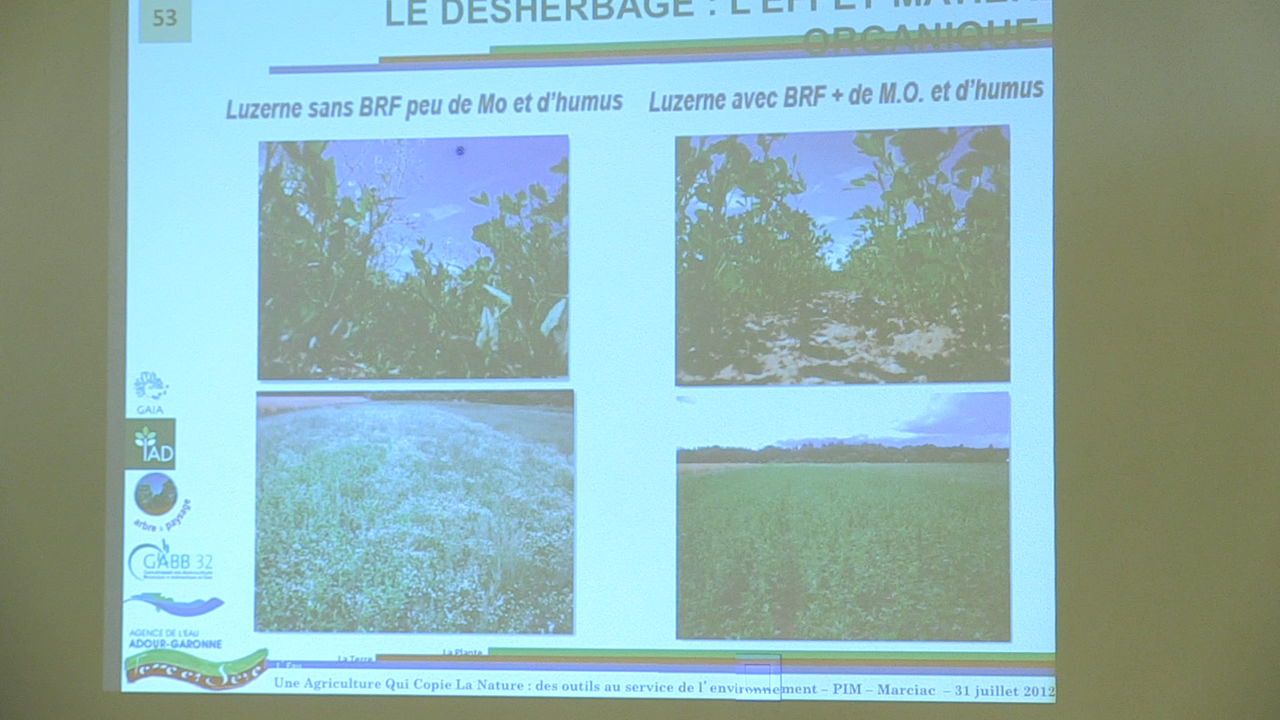 53
LE DESHERBAGE : L'EFFET MATIER
ORGANIQUE
Luzerne sans BRF peu de Mo et d'humus
Luzerne avec BRF + de M.O. et d'humus
GAIA
IAD
arbre & paysage
GABB 32
AGENCE DE L'EAU
ADOUR-GARONNE
L'Eau
La Terre
La Plante
Une Agriculture Qui Copie La Nature : des outils au service de l'environnement – PIM – Marciac – 31 juillet 2012